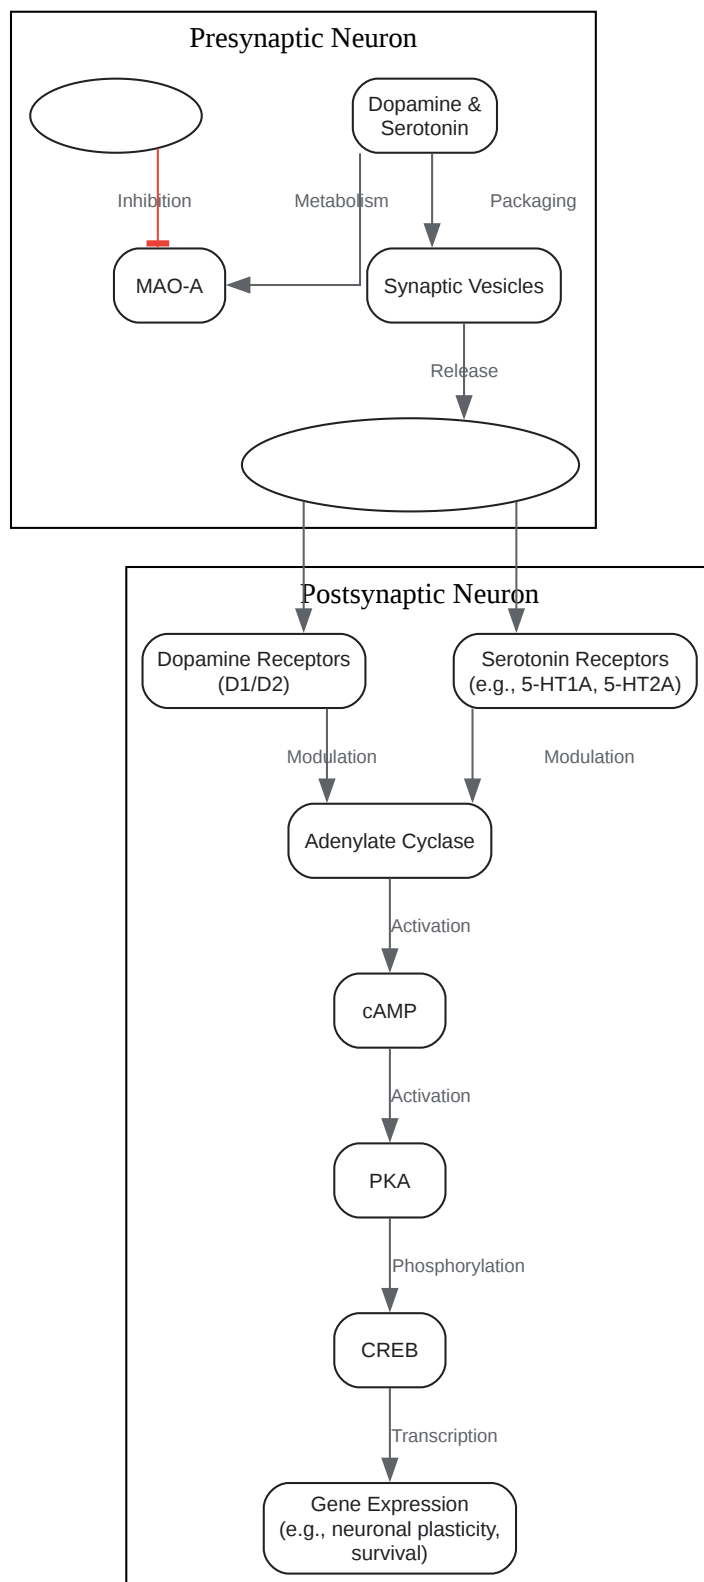 Presynaptic Neuron
Dopamine &
Serotonin
Inhibition
Metabolism
Packaging
MAO-A
Synaptic Vesicles
Release
Postsynaptic Neuron
Dopamine Receptors
(D1/D2)
Serotonin Receptors
(e.g., 5-HT1A, 5-HT2A)
Modulation
Modulation
Adenylate Cyclase
Activation
cAMP
Activation
PKA
Phosphorylation
CREB
Transcription
Gene Expression
(e.g., neuronal plasticity,
survival)